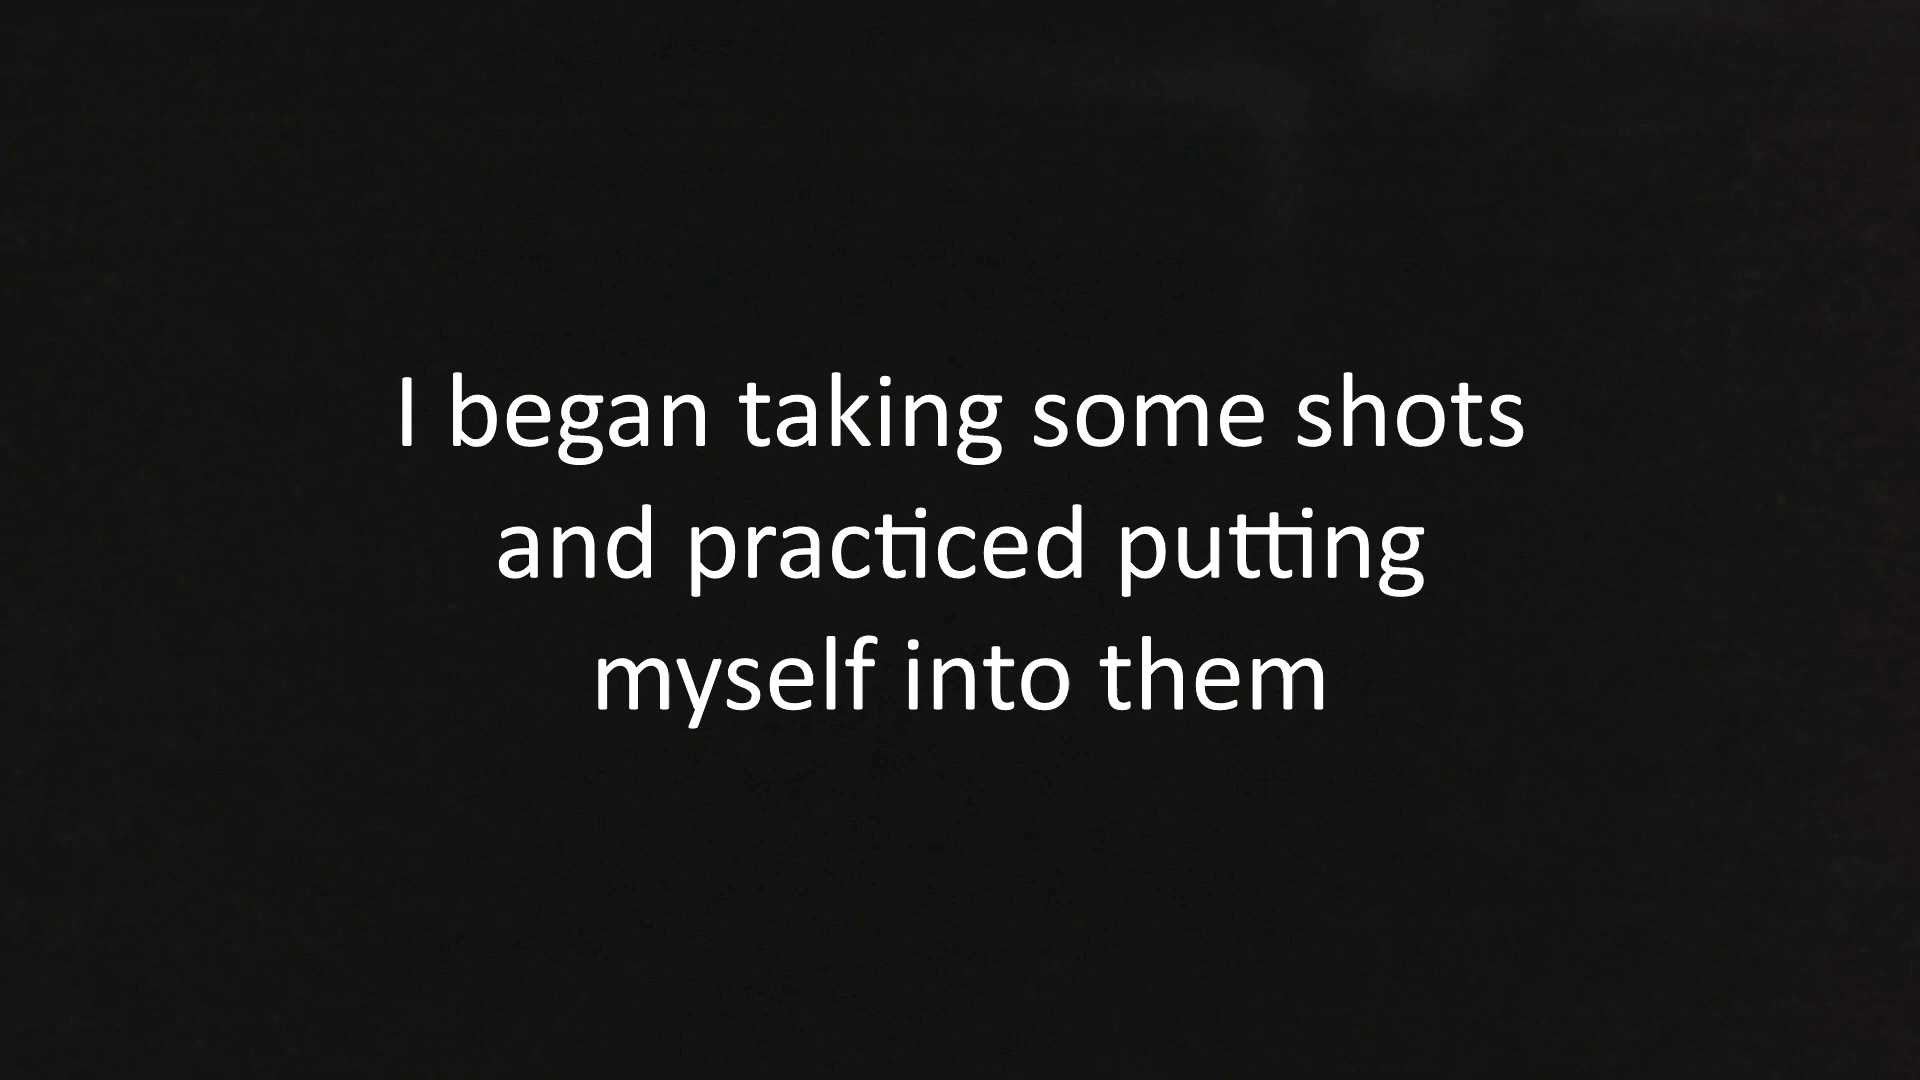 I began taking some shots
and practiced putting
myself into them